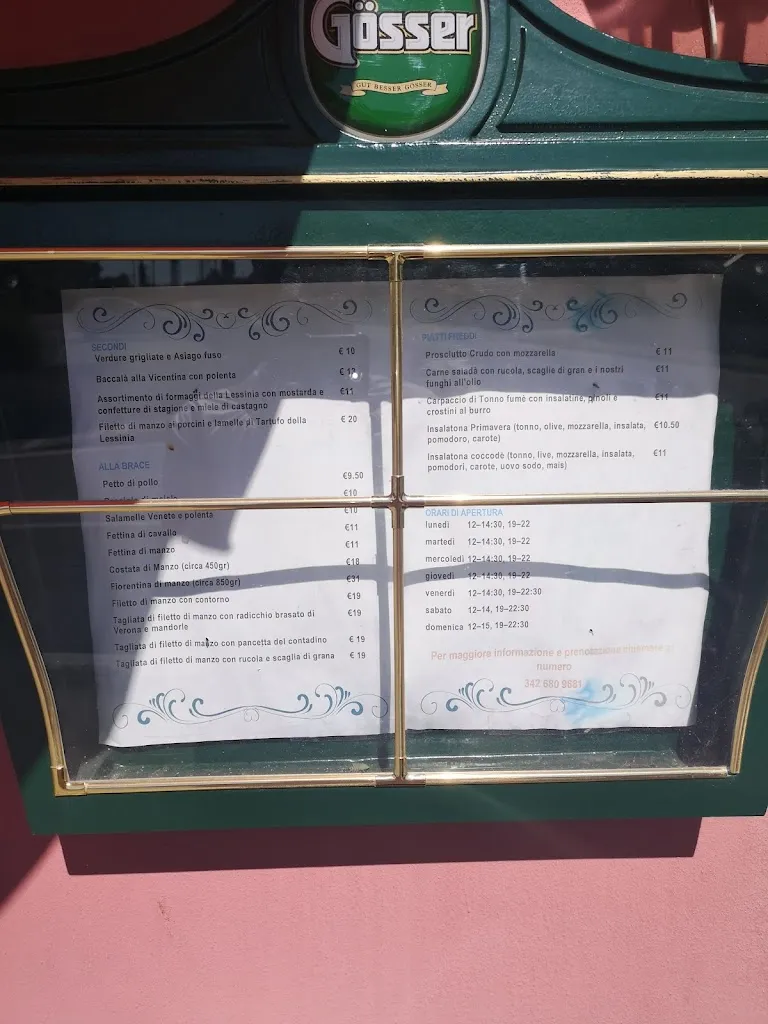 Gösser
GUT BESSER GÖSSER
SECONDI
Verdure grigliate e Asiago fuso € 10
Baccalà alla Vicentina con polenta €
Assortimento di formaggi della Lessinia con mostarda e €11
confetture di stagione e miele di castagno
Filetto di manzo ai porcini e lamelle di Tartufo della € 20
Lessinia
ALLA BRACE
Petto di pollo €9.50
di maiale €10
Salamelle Venete e polenta €10
Fettina di cavallo €11
Fettina di manzo €11
Costata di Manzo (circa 450gr) €18
Fiorentina di manzo (circa 850gr) €31
Filetto di manzo con contorno €19
Tagliata di filetto di manzo con radicchio brasato di €19
Verona e mandorle
Tagliata di filetto di manzo con pancetta del contadino € 19
Tagliata di filetto di manzo con rucola e scaglia di grana € 19
PIATTI FREDDI
Prosciutto Crudo con mozzarella € 11
Carne salada con rucola, scaglie di gran e i nostri €11
funghi all'olio
Carpaccio di Tonno fumé con insalatine, pinoli e €11
crostini al burro
Insalatona Primavera (tonno, olive, mozzarella, insalata, €10.50
pomodoro, carote)
Insalatona coccodè (tonno, live, mozzarella, insalata, €11
pomodori, carote, uovo sodo, mais)
ORARI DI APERTURA
lunedì 12–14:30, 19–22
martedì 12–14:30, 19–22
mercoledì 12–14:30, 19–22
giovedì 12–14:30, 19–22
venerdì 12–14:30, 19–22:30
sabato 12–14, 19–22:30
domenica 12–15, 19–22:30
Per maggiore informazione e prenotazione
numero
342 680 9881